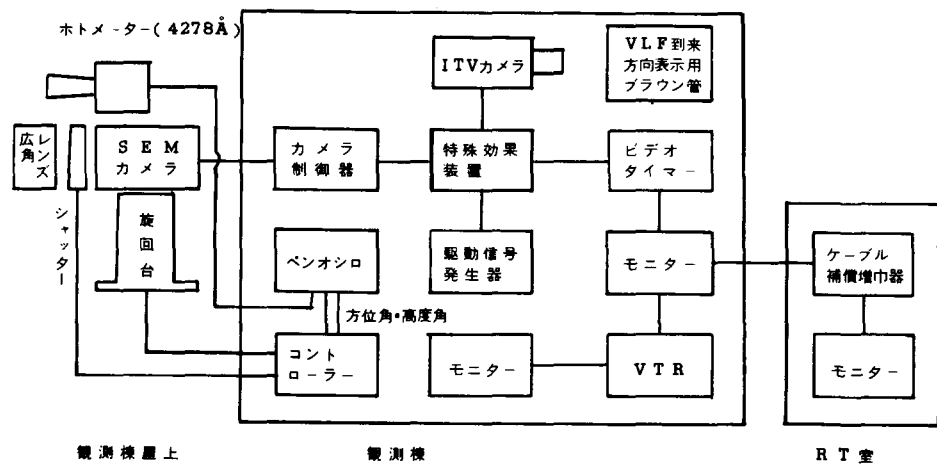 ホトメ-ター(4278Å)
広角
レンズ
シャッター
SEM
カメラ
旋回台
カメラ
制御器
ペンオシロ
方位角・高度角
コント
ローラー
ITVカメラ
特殊効果
装置
駆動信号
発生器
モニター
VLF到来
方向表示用
ブラウン管
ビデオ
タイマー
モニター
VTR
ケーブル
補償増巾器
モニター
観測棟屋上
観測棟
RT室